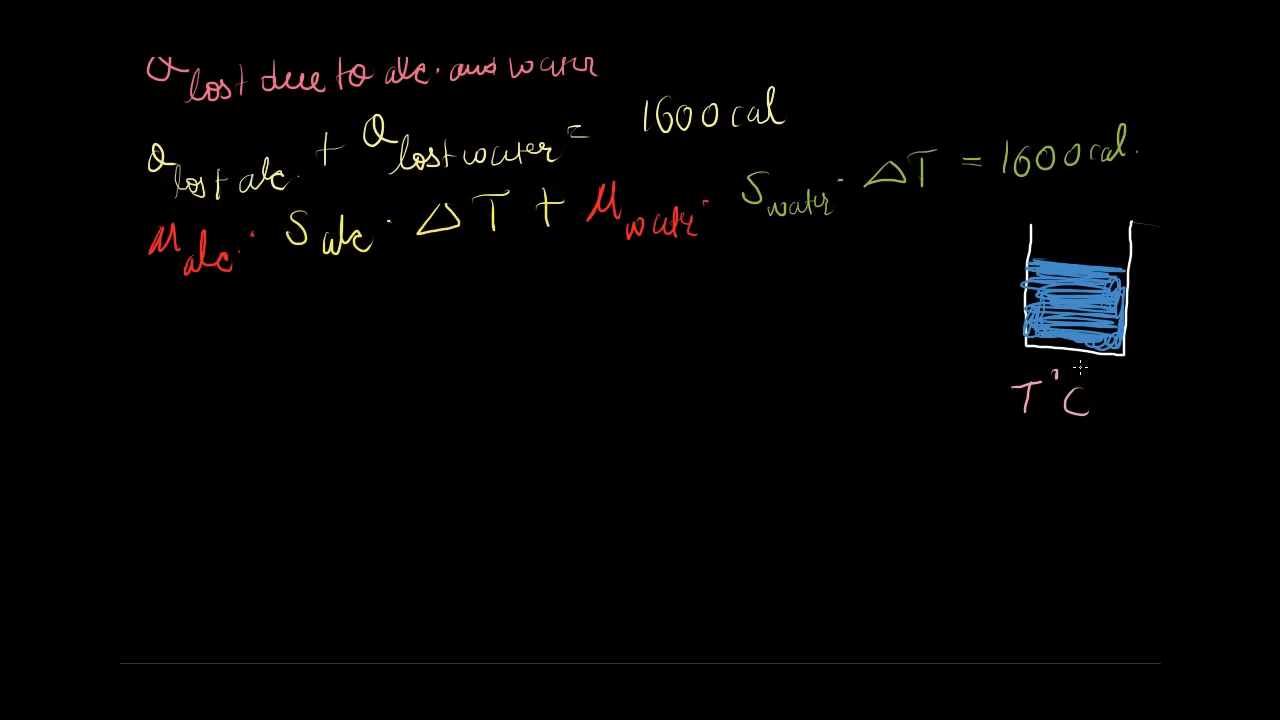 Q lost due to alc. and water
Q lost alc. + Q lost water = 1600 cal
M alc. · S alc · ΔT + M water · S water · ΔT = 1600 cal.
T°C